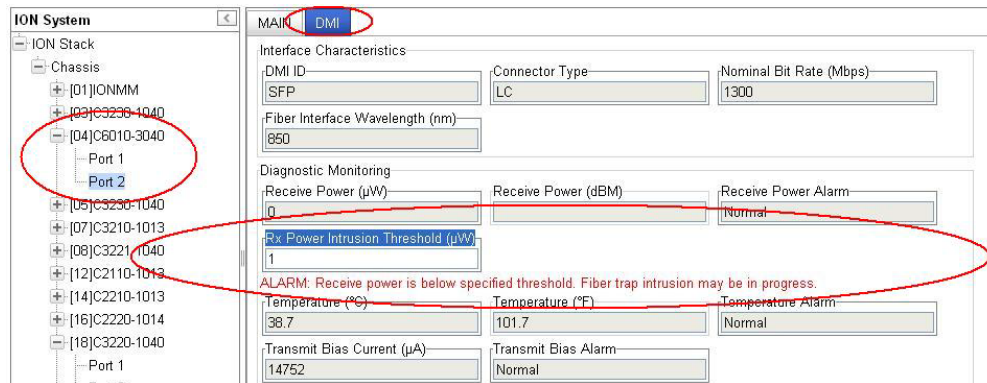 ION System
ION Stack
Chassis
[01]IONMM
[03]C3230-1040
[04]C6010-3040
Port 1
Port 2
[05]C3230-1040
[07]C3210-1013
[08]C3221-1040
[12]C2110-1013
[14]C2210-1013
[16]C2220-1014
[18]C3220-1040
Port 1
MAIN DMI
Interface Characteristics
DMI ID Connector Type Nominal Bit Rate (Mbps)
SFP LC 1300
Fiber Interface Wavelength (nm)
850
Diagnostic Monitoring
Receive Power (µW) Receive Power (dBM) Receive Power Alarm
0 Normal
Rx Power Intrusion Threshold (µW)
1
ALARM: Receive power is below specified threshold. Fiber trap intrusion may be in progress.
Temperature (°C) Temperature (°F) Temperature Alarm
38.7 101.7 Normal
Transmit Bias Current (µA) Transmit Bias Alarm
14752 Normal